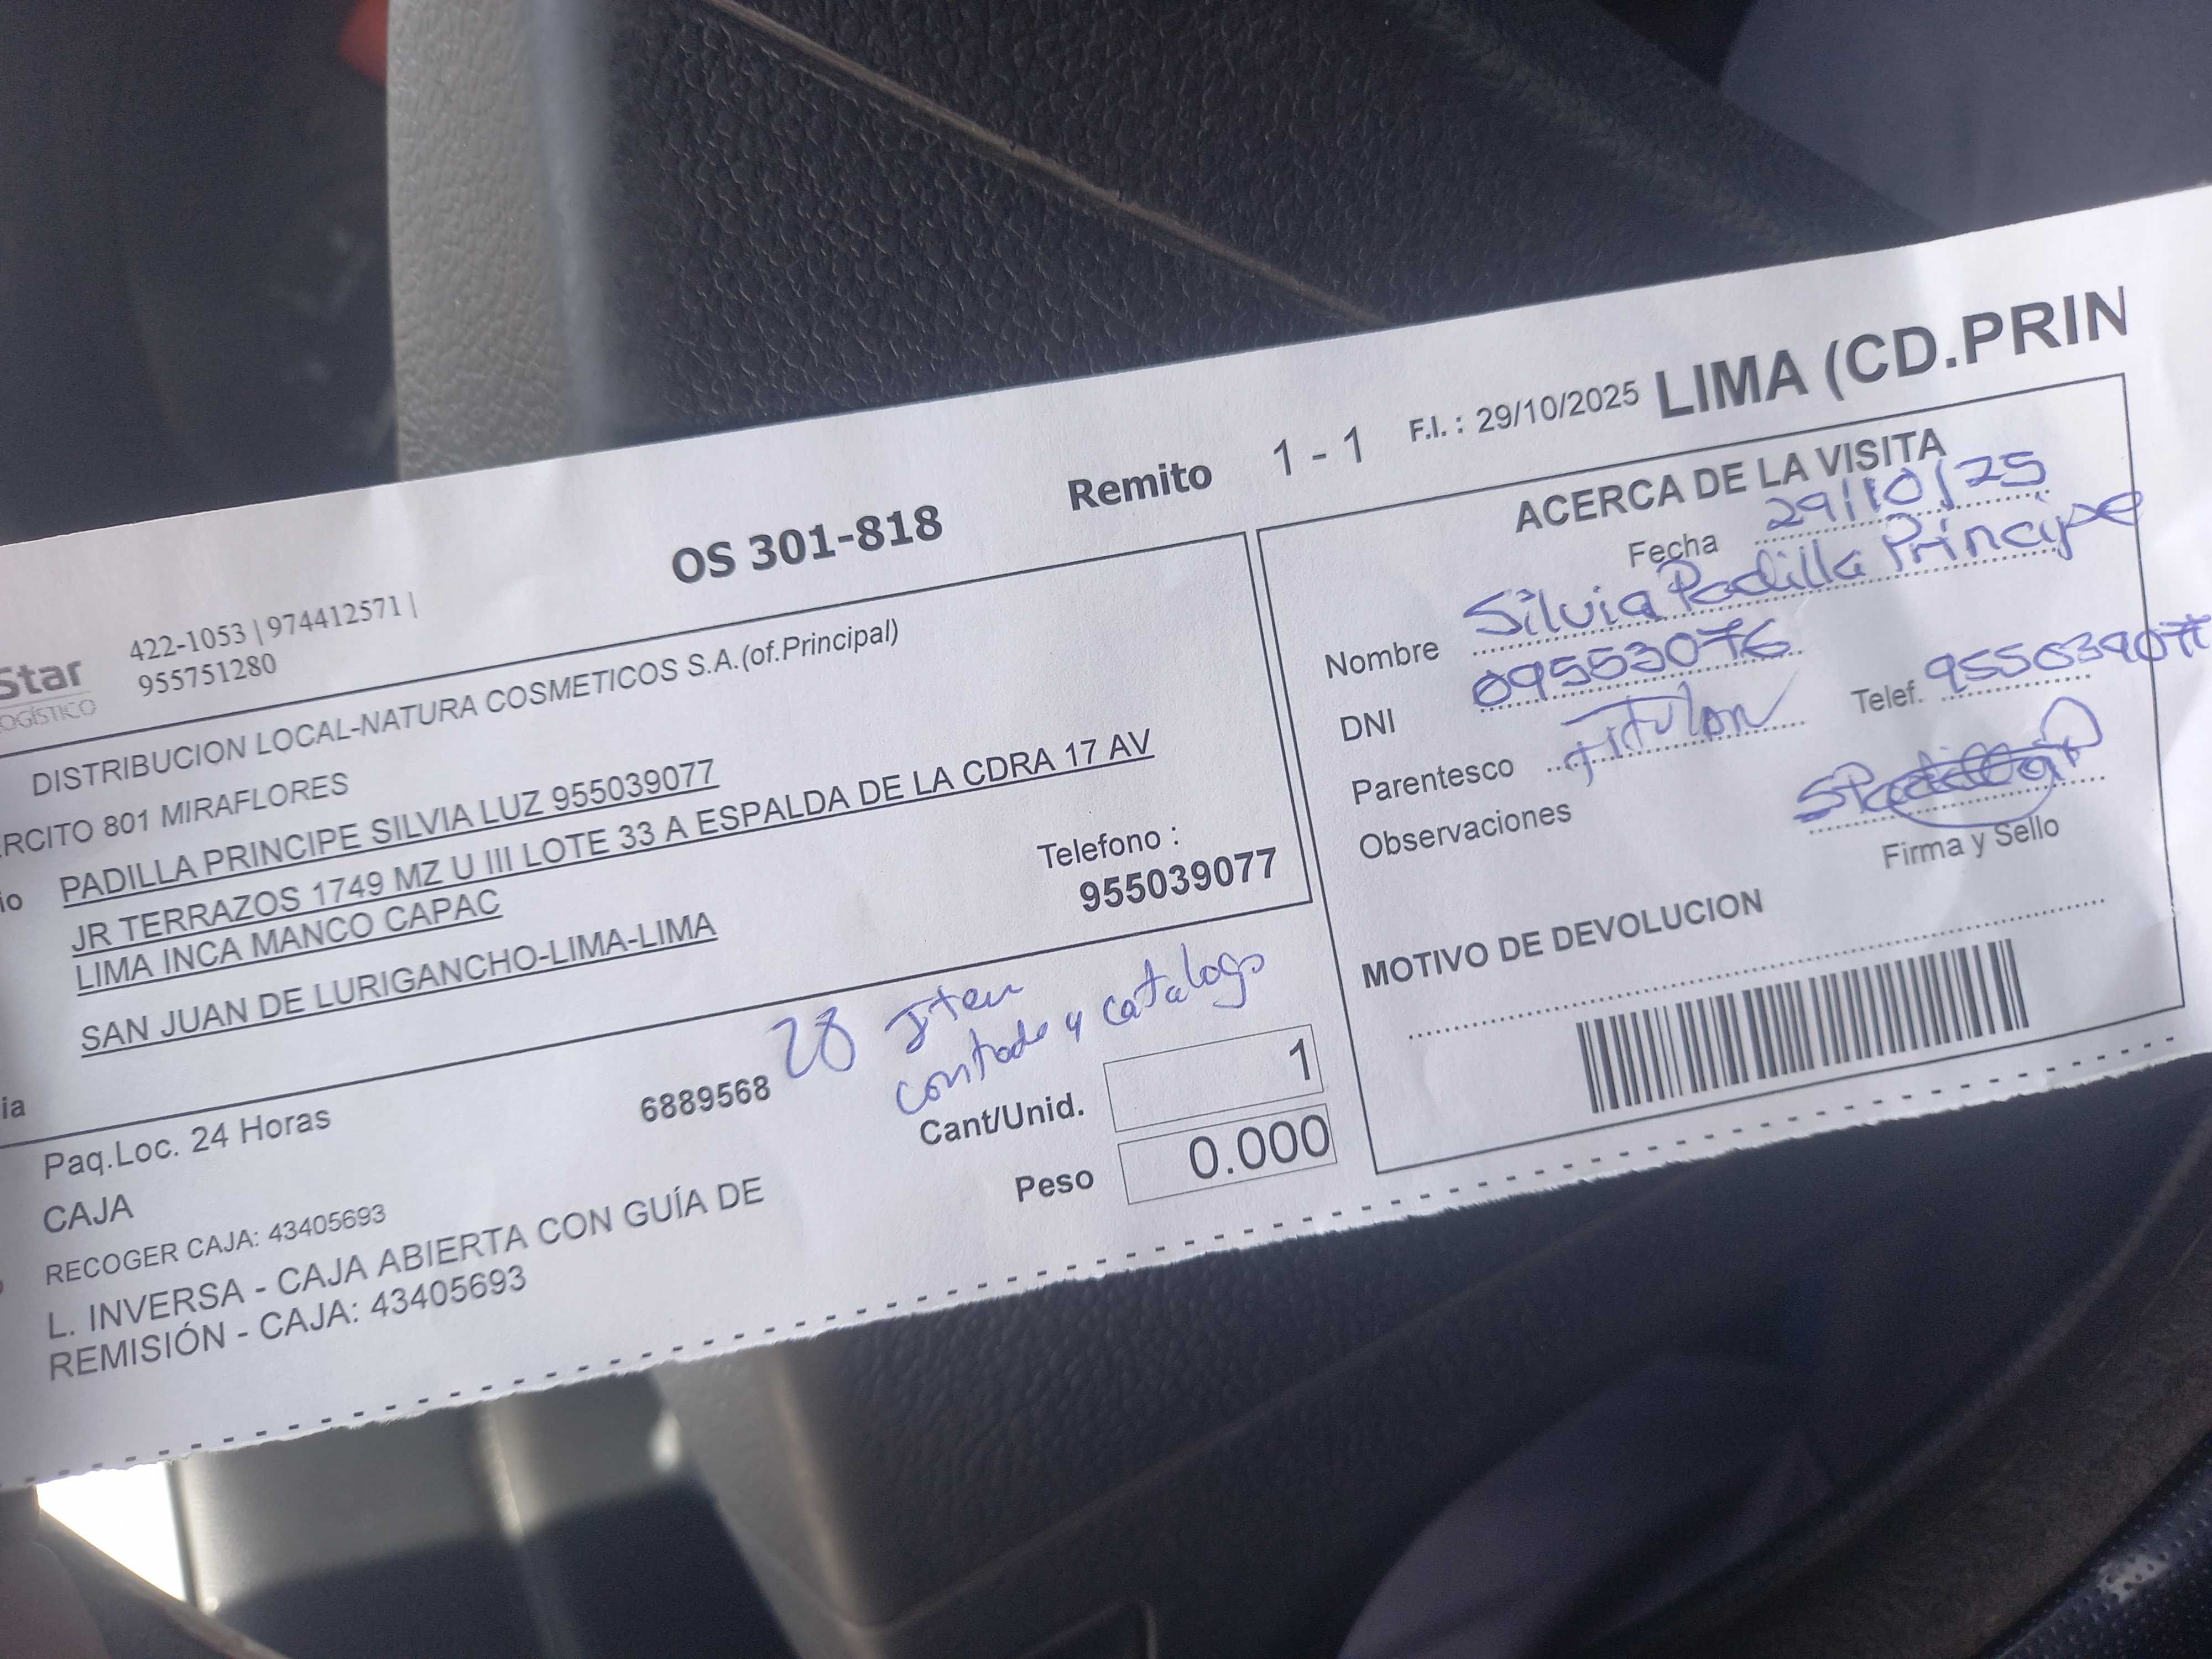 OS 301-818 Remito 1 - 1 F.I. : 29/10/2025 LIMA (CD.PRIN
Star
OGÍSTICO
422-1053 | 974412571 |
955751280
DISTRIBUCION LOCAL-NATURA COSMETICOS S.A.(of.Principal)
RCITO 801 MIRAFLORES
io PADILLA PRINCIPE SILVIA LUZ 955039077
JR TERRAZOS 1749 MZ U III LOTE 33 A ESPALDA DE LA CDRA 17 AV
LIMA INCA MANCO CAPAC
SAN JUAN DE LURIGANCHO-LIMA-LIMA
Telefono :
955039077
ia
Paq.Loc. 24 Horas
6889568
28 Item
contado y catalogo
CAJA
Cant/Unid. 1
Peso 0.000
RECOGER CAJA: 43405693
L. INVERSA - CAJA ABIERTA CON GUÍA DE
REMISIÓN - CAJA: 43405693
ACERCA DE LA VISITA
Fecha 29/10/25
Nombre Silvia Padilla Principe
DNI 09553076
Parentesco Titular Telef. 955039077
Observaciones
SPadilla
Firma y Sello
MOTIVO DE DEVOLUCION